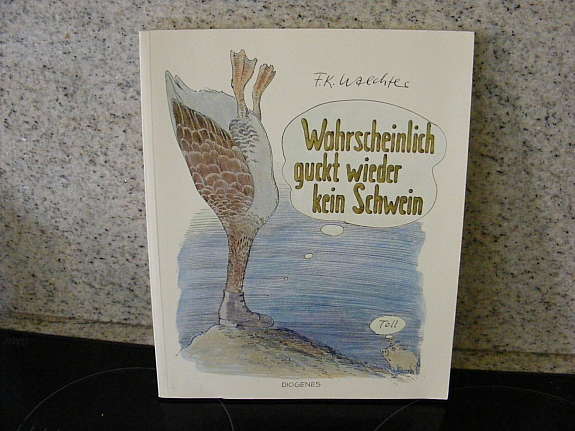 F.K. Waechter
Wahrscheinlich
guckt wieder
kein Schwein
Toll
DIOGENES